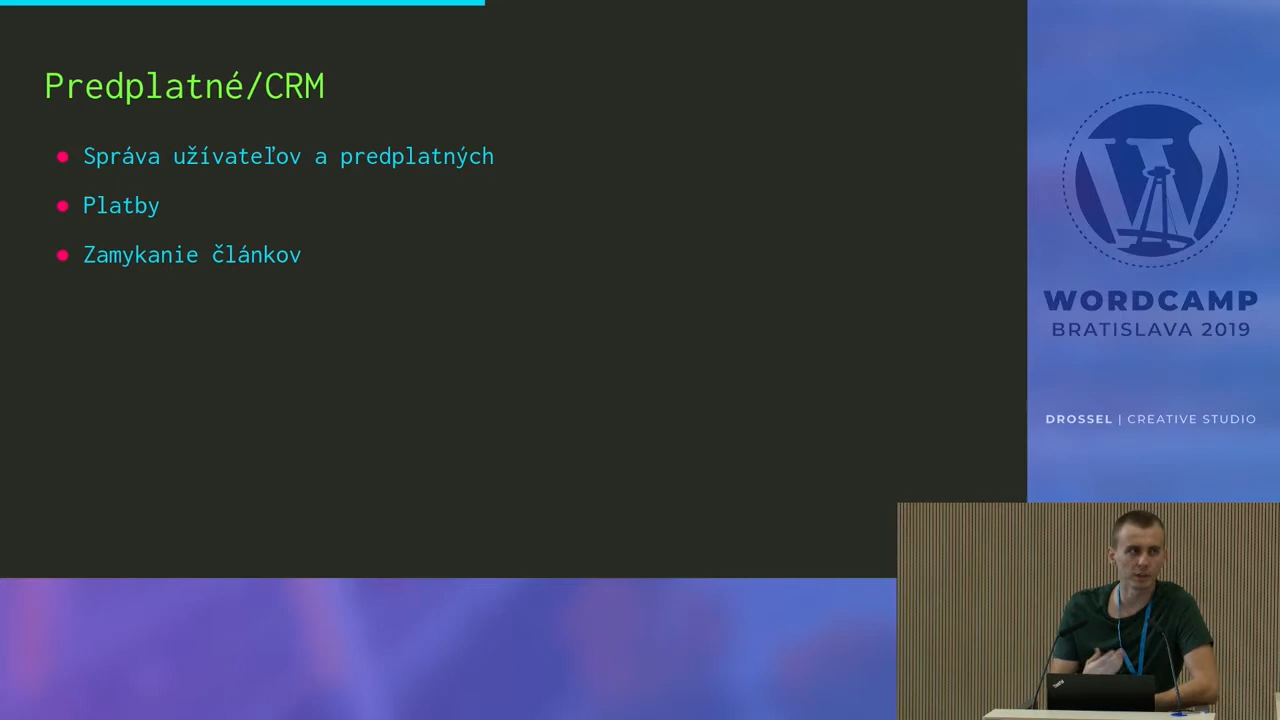 Predplatné/CRM
Správa užívateľov a predplatných
Platby
Zamykanie článkov
WORDCAMP
BRATISLAVA 2019
DROSSEL | CREATIVE STUDIO